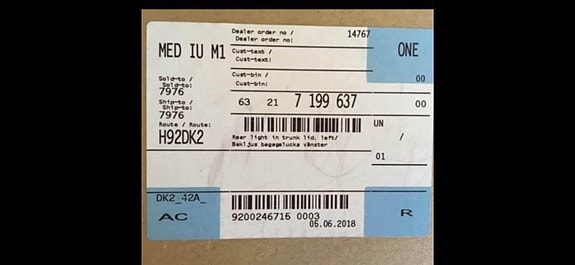 Dealer order no /
Dealer order no: 14767
MED IU M1 ONE
Cust-text /
Cust-text:
Cust-bin / 00
Cust-bin:
Sold-to /
Sold-to:
7976
63 21 7 199 637 00
Ship-to /
Ship-to:
7976
Route / Route: UN
H92DK2 /
Rear light in trunk lid, left/
Bakljus bagagelucka vänster
01
DK2_42A_
AC R
9200246715 0003
05.06.2018